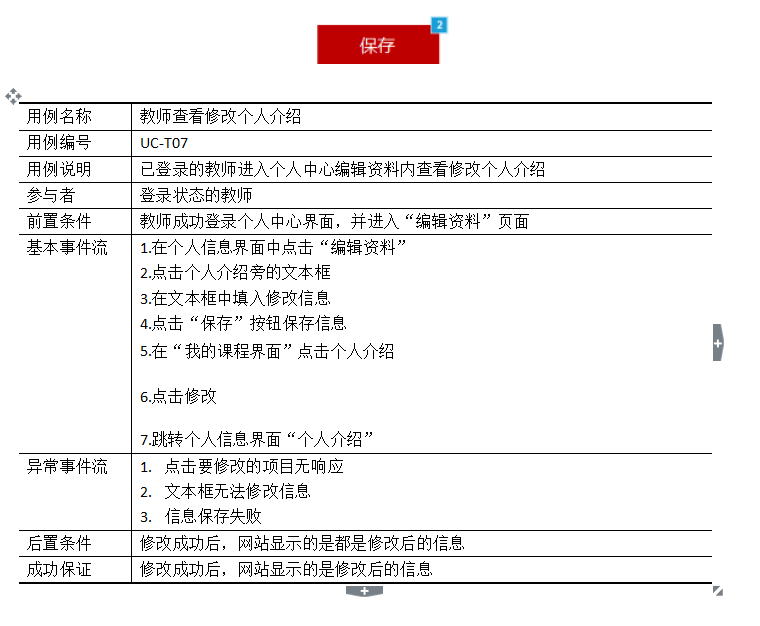 2
保存
用例名称 教师查看修改个人介绍
用例编号 UC-T07
用例说明 已登录的教师进入个人中心编辑资料内查看修改个人介绍
参与者 登录状态的教师
前置条件 教师成功登录个人中心界面，并进入“编辑资料”页面
基本事件流 1.在个人信息界面中点击“编辑资料”
2.点击个人介绍旁的文本框
3.在文本框中填入修改信息
4.点击“保存”按钮保存信息
5.在“我的课程界面”点击个人介绍
6.点击修改
7.跳转个人信息界面“个人介绍”
异常事件流 1. 点击要修改的项目无响应
2. 文本框无法修改信息
3. 信息保存失败
后置条件 修改成功后，网站显示的是都是修改后的信息
成功保证 修改成功后，网站显示的是修改后的信息